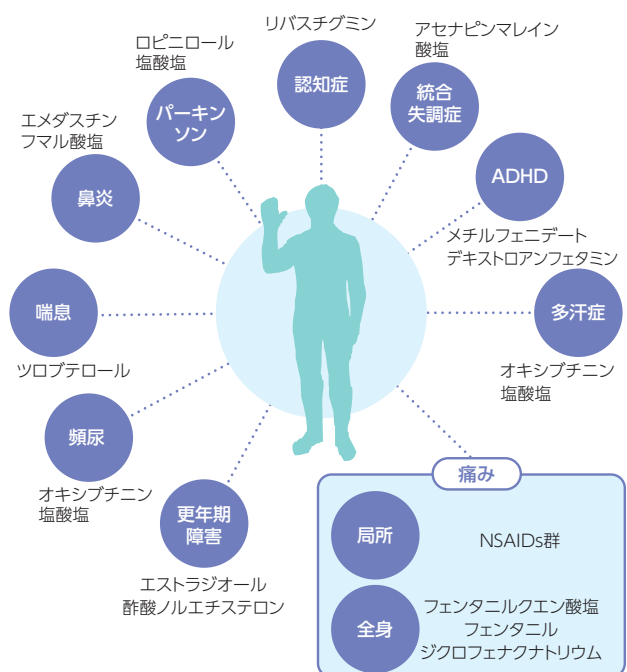 リバスチグミン
認知症
アセナピンマレイン
酸塩
統合
失調症
ロピニロール
塩酸塩
パーキン
ソン
エメダスチン
フマル酸塩
鼻炎
ADHD
メチルフェニデート
デキストロアンフェタミン
喘息
ツロブテロール
多汗症
オキシブチニン
塩酸塩
頻尿
オキシブチニン
塩酸塩
更年期
障害
エストラジオール
酢酸ノルエチステロン
痛み
局所
NSAIDs群
全身
フェンタニルクエン酸塩
フェンタニル
ジクロフェナクナトリウム